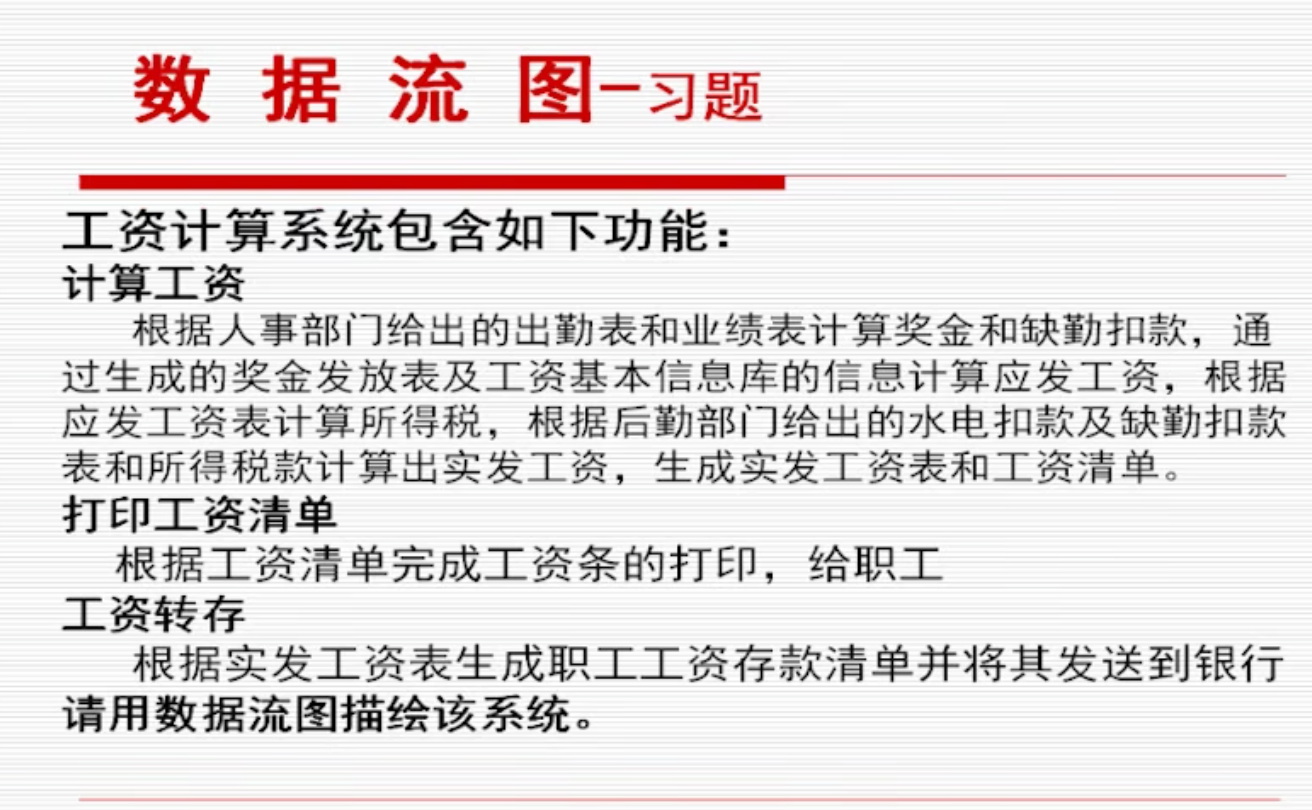 数 据 流 图-习题
工资计算系统包含如下功能：
计算工资
根据人事部门给出的出勤表和业绩表计算奖金和缺勤扣款，通
过生成的奖金发放表及工资基本信息库的信息计算应发工资，根据
应发工资表计算所得税，根据后勤部门给出的水电扣款及缺勤扣款
表和所得税款计算出实发工资，生成实发工资表和工资清单。
打印工资清单
根据工资清单完成工资条的打印，给职工
工资转存
根据实发工资表生成职工工资存款清单并将其发送到银行
请用数据流图描绘该系统。